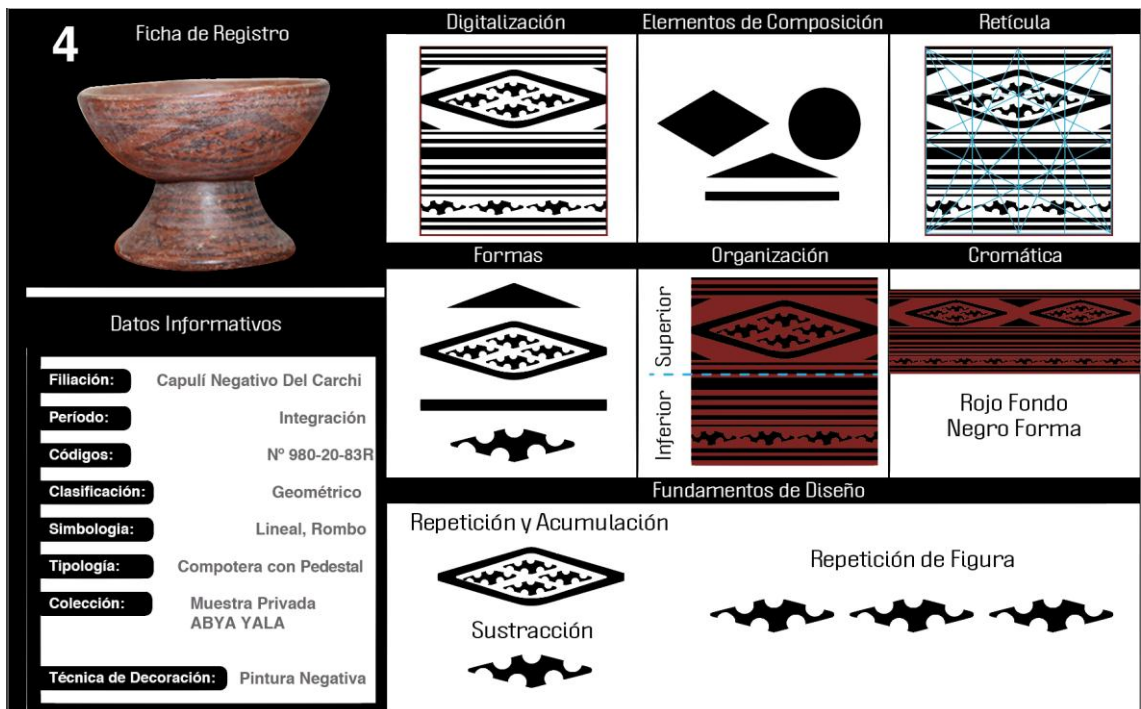 4
Ficha de Registro
Datos Informativos
Filiación: Capulí Negativo Del Carchi
Período: Integración
Códigos: Nº 980-20-83R
Clasificación: Geométrico
Simbologia: Lineal, Rombo
Tipología: Compotera con Pedestal
Colección: Muestra Privada
ABYA YALA
Técnica de Decoración: Pintura Negativa
Digitalización
Elementos de Composición
Retícula
Formas
Organización
Superior
Inferior
Cromática
Rojo Fondo
Negro Forma
Fundamentos de Diseño
Repetición y Acumulación
Sustracción
Repetición de Figura